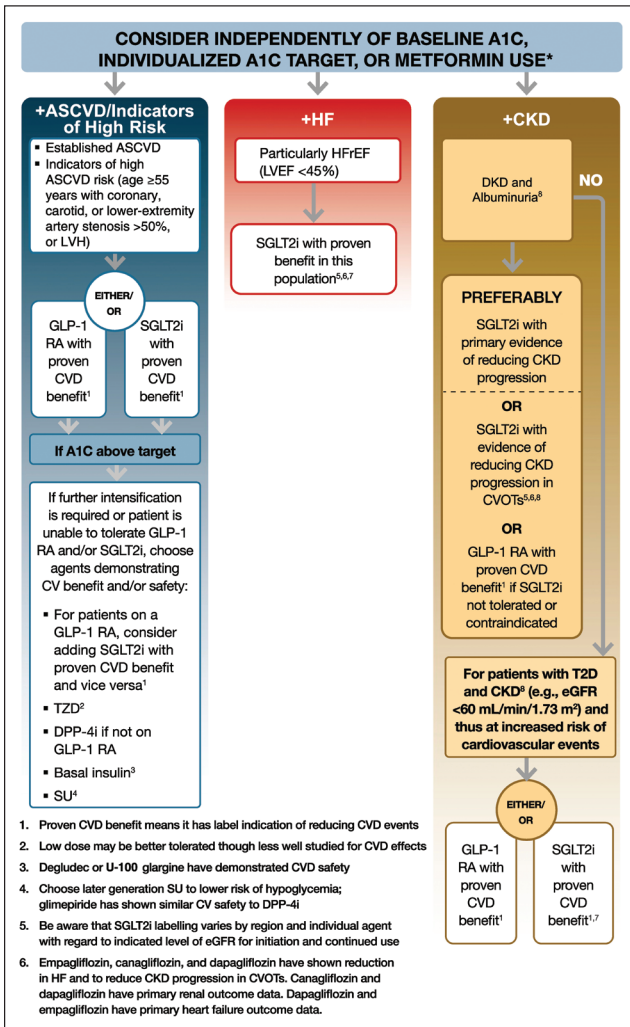 CONSIDER INDEPENDENTLY OF BASELINE A1C,
INDIVIDUALIZED A1C TARGET, OR METFORMIN USE*
+ASCVD/Indicators
of High Risk
▪ Established ASCVD
▪ Indicators of high
ASCVD risk (age ≥55
years with coronary,
carotid, or lower-extremity
artery stenosis >50%,
or LVH)
EITHER/
OR
GLP-1
RA with
proven
CVD
benefit¹
SGLT2i
with
proven
CVD
benefit¹
If A1C above target
If further intensification
is required or patient is
unable to tolerate GLP-1
RA and/or SGLT2i, choose
agents demonstrating
CV benefit and/or safety:
▪ For patients on a
GLP-1 RA, consider
adding SGLT2i with
proven CVD benefit
and vice versa¹
▪ TZD²
▪ DPP-4i if not on
GLP-1 RA
▪ Basal insulin³
▪ SU⁴
+HF
Particularly HFrEF
(LVEF <45%)
SGLT2i with proven
benefit in this
population⁵,⁶,⁷
+CKD
DKD and
Albuminuria⁸
NO
PREFERABLY
SGLT2i with
primary evidence
of reducing CKD
progression
OR
SGLT2i with
evidence of
reducing CKD
progression in
CVOTs⁵,⁶,⁸
OR
GLP-1 RA with
proven CVD
benefit¹ if SGLT2i
not tolerated or
contraindicated
For patients with T2D
and CKD⁸ (e.g., eGFR
<60 mL/min/1.73 m²) and
thus at increased risk of
cardiovascular events
EITHER/
OR
GLP-1
RA with
proven
CVD
benefit¹
SGLT2i
with
proven
CVD
benefit¹,⁷
1. Proven CVD benefit means it has label indication of reducing CVD events
2. Low dose may be better tolerated though less well studied for CVD effects
3. Degludec or U-100 glargine have demonstrated CVD safety
4. Choose later generation SU to lower risk of hypoglycemia;
glimepiride has shown similar CV safety to DPP-4i
5. Be aware that SGLT2i labelling varies by region and individual agent
with regard to indicated level of eGFR for initiation and continued use
6. Empagliflozin, canagliflozin, and dapagliflozin have shown reduction
in HF and to reduce CKD progression in CVOTs. Canagliflozin and
dapagliflozin have primary renal outcome data. Dapagliflozin and
empagliflozin have primary heart failure outcome data.